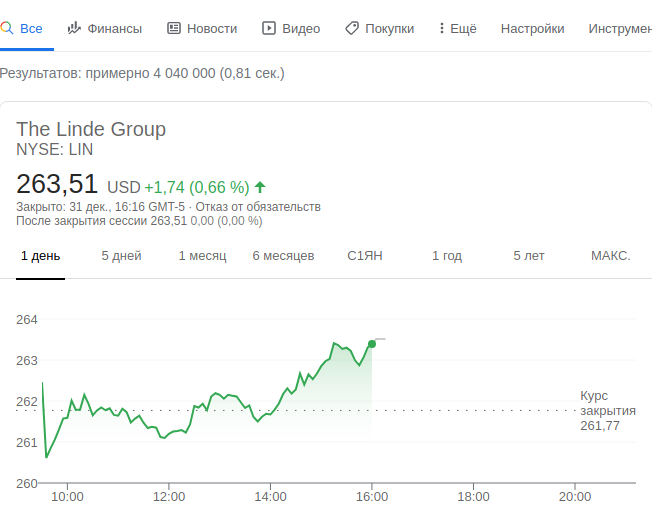 Все Финансы Новости Видео Покупки Ещё Настройки Инструмен
Результатов: примерно 4 040 000 (0,81 сек.)
The Linde Group
NYSE: LIN
263,51 USD +1,74 (0,66 %)
Закрыто: 31 дек., 16:16 GMT-5 · Отказ от обязательств
После закрытия сессии 263,51 0,00 (0,00 %)
1 день 5 дней 1 месяц 6 месяцев С1ЯН 1 год 5 лет МАКС.
264
263
262
261
260
Курс
закрытия
261,77
10:00 12:00 14:00 16:00 18:00 20:00